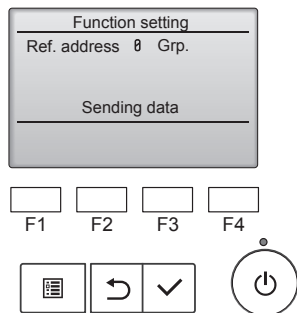 Function setting
Ref. address 0 Grp.
Sending data
F1 F2 F3 F4